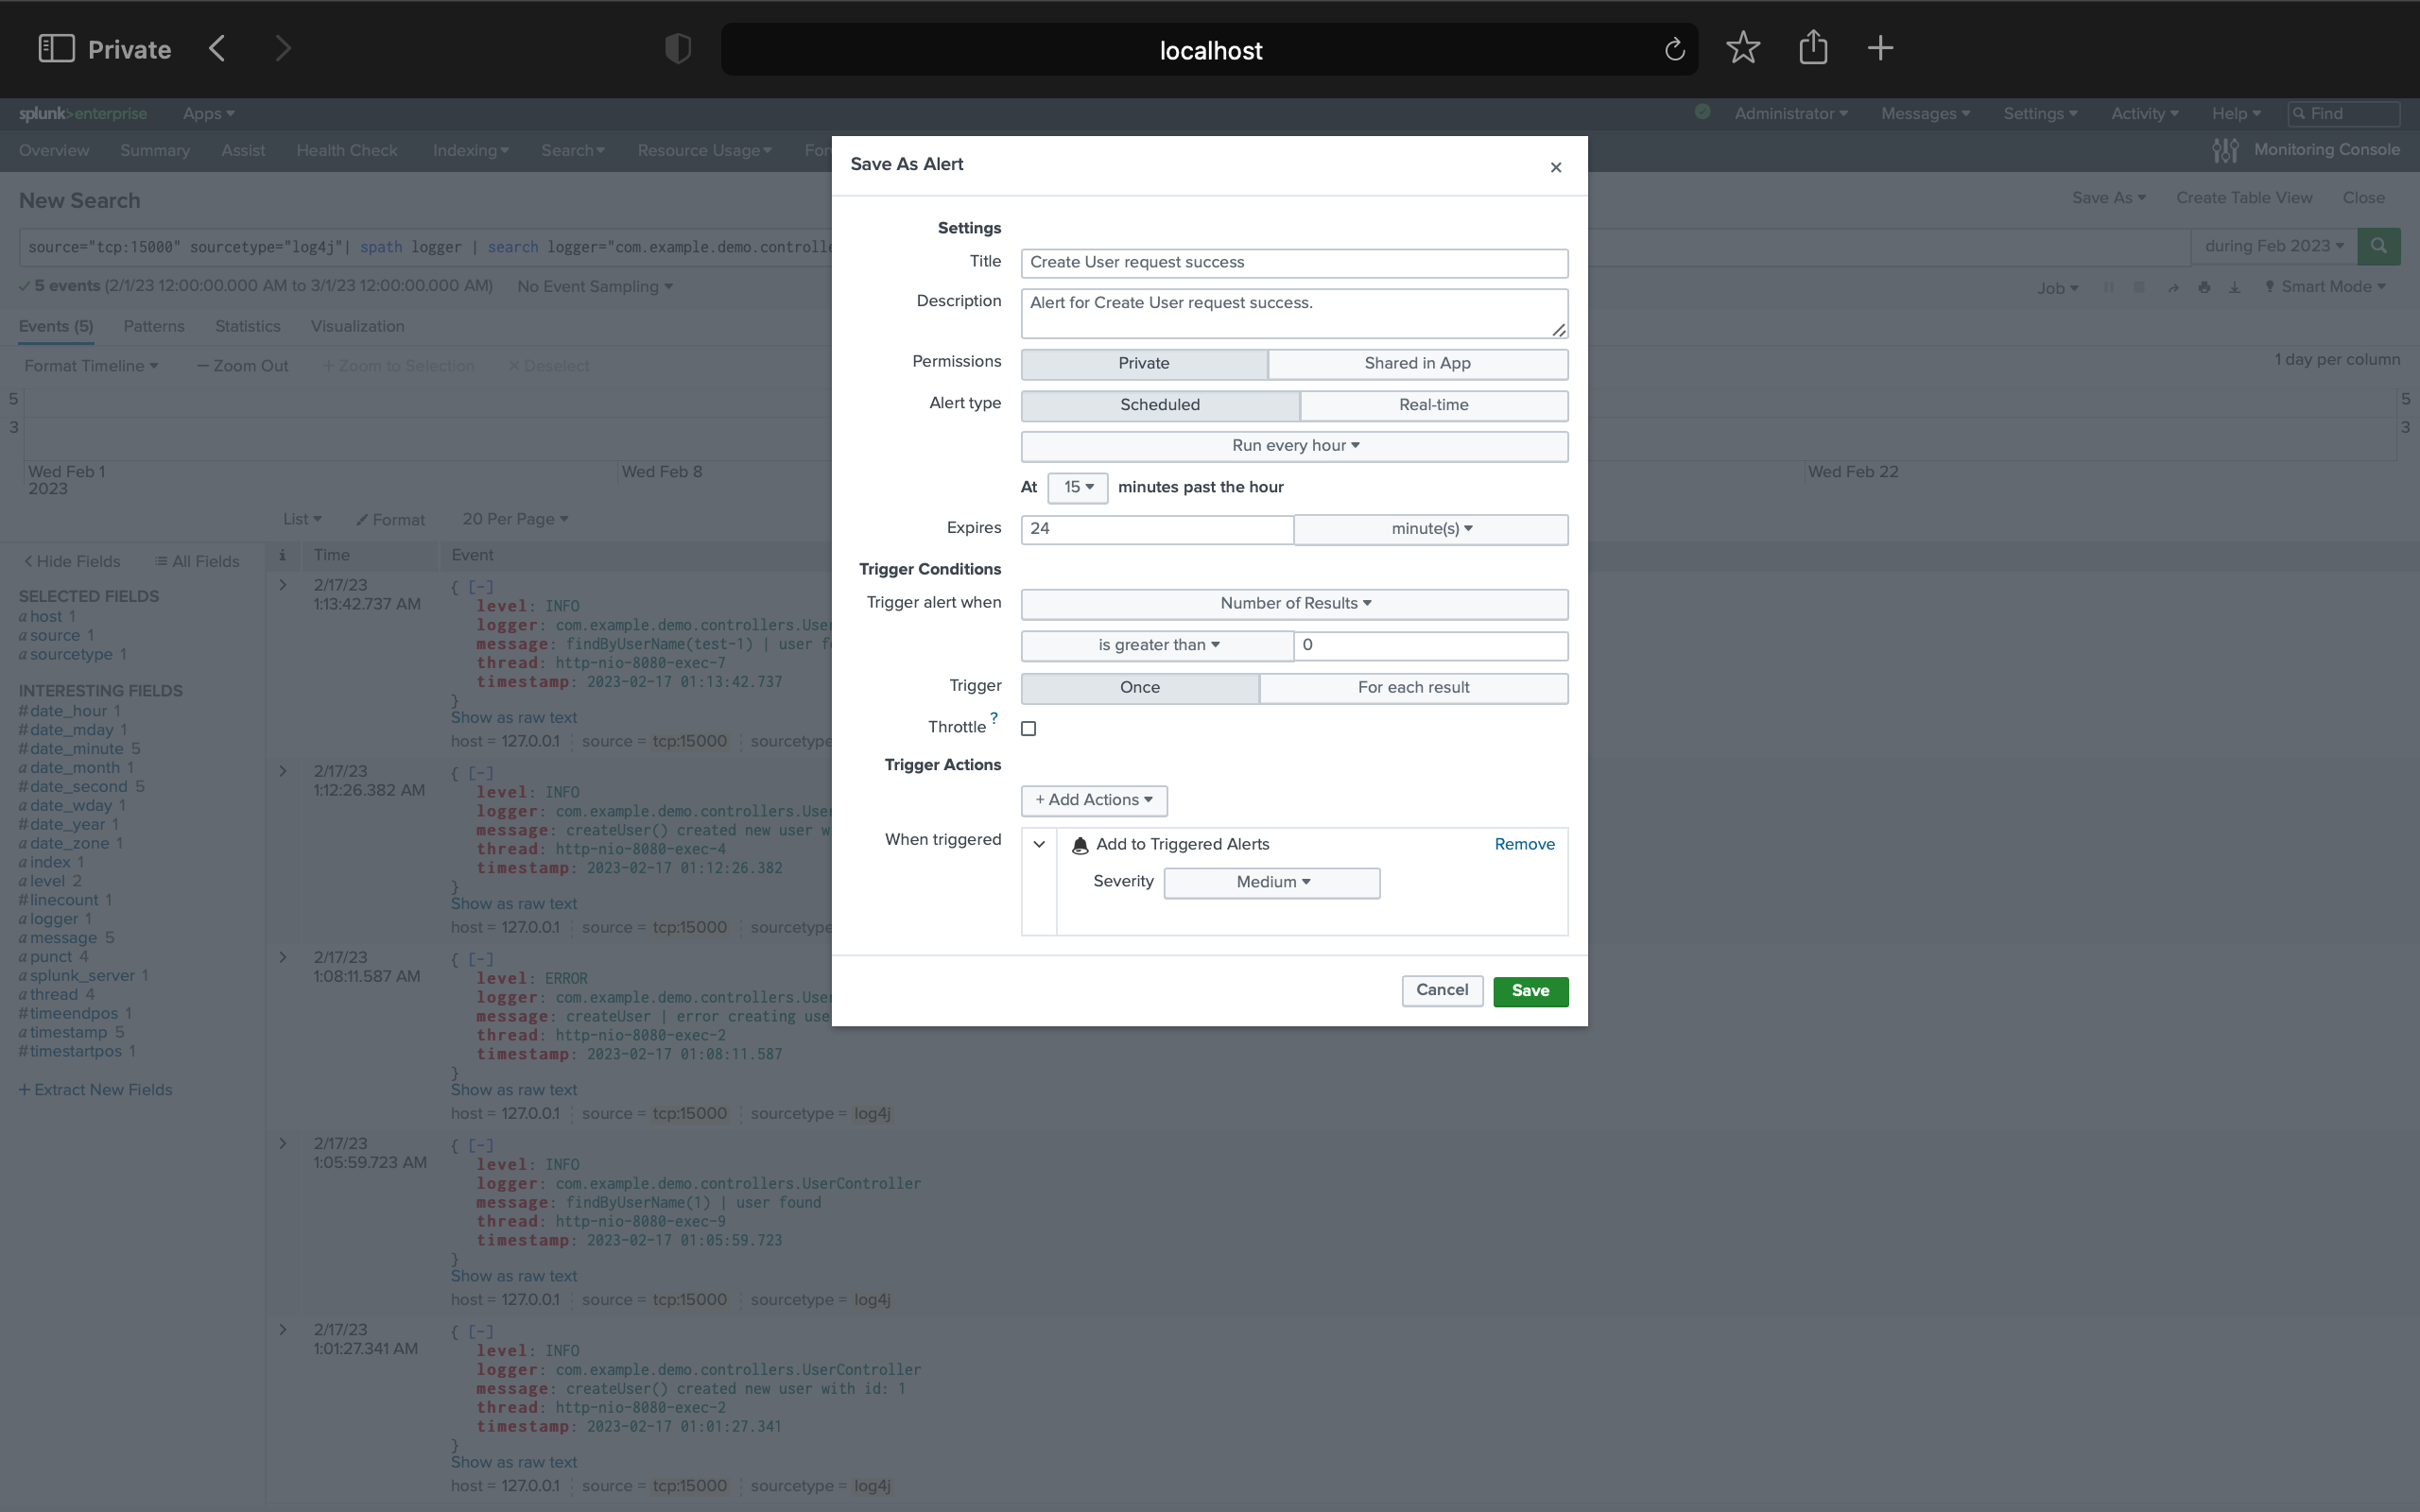 Private
localhost
splunk>enterprise Apps
Administrator Messages Settings Activity Help Find
Overview Summary Assist Health Check Indexing Search Resource Usage
Monitoring Console
New Search
Save As Create Table View Close
source="tcp:15000" sourcetype="log4j"| spath logger | search logger="com.example.demo.controlle
during Feb 2023
5 events (2/1/23 12:00:00.000 AM to 3/1/23 12:00:00.000 AM) No Event Sampling
Job Smart Mode
Events (5) Patterns Statistics Visualization
Format Timeline — Zoom Out + Zoom to Selection × Deselect
1 day per column
5 5
3 3
Wed Feb 1 Wed Feb 8 Wed Feb 22
2023
List Format 20 Per Page
Hide Fields All Fields
i Time Event
SELECTED FIELDS
a host 1
a source 1
a sourcetype 1
INTERESTING FIELDS
# date_hour 1
# date_mday 1
# date_minute 5
a date_month 1
# date_second 5
a date_wday 1
# date_year 1
a date_zone 1
a index 1
a level 2
# linecount 1
a logger 1
a message 5
a punct 4
a splunk_server 1
a thread 4
# timeendpos 1
a timestamp 5
# timestartpos 1
+ Extract New Fields
2/17/23
1:13:42.737 AM
{ [-]
level: INFO
logger: com.example.demo.controllers.User
message: findByUserName(test-1) | user
thread: http-nio-8080-exec-7
timestamp: 2023-02-17 01:13:42.737
}
Show as raw text
host = 127.0.0.1 source = tcp:15000 sourcetype
2/17/23
1:12:26.382 AM
{ [-]
level: INFO
logger: com.example.demo.controllers.User
message: createUser() created new user w
thread: http-nio-8080-exec-4
timestamp: 2023-02-17 01:12:26.382
}
Show as raw text
host = 127.0.0.1 source = tcp:15000 sourcetype
2/17/23
1:08:11.587 AM
{ [-]
level: ERROR
logger: com.example.demo.controllers.User
message: createUser | error creating use
thread: http-nio-8080-exec-2
timestamp: 2023-02-17 01:08:11.587
}
Show as raw text
host = 127.0.0.1 source = tcp:15000 sourcetype = log4j
2/17/23
1:05:59.723 AM
{ [-]
level: INFO
logger: com.example.demo.controllers.UserController
message: findByUserName(1) | user found
thread: http-nio-8080-exec-9
timestamp: 2023-02-17 01:05:59.723
}
Show as raw text
host = 127.0.0.1 source = tcp:15000 sourcetype = log4j
2/17/23
1:01:27.341 AM
{ [-]
level: INFO
logger: com.example.demo.controllers.UserController
message: createUser() created new user with id: 1
thread: http-nio-8080-exec-2
timestamp: 2023-02-17 01:01:27.341
}
Show as raw text
host = 127.0.0.1 source = tcp:15000 sourcetype = log4j
Save As Alert
×
Settings
Title Create User request success
Description Alert for Create User request success.
Permissions Private Shared in App
Alert type Scheduled Real-time
Run every hour
At 15 minutes past the hour
Expires 24 minute(s)
Trigger Conditions
Trigger alert when Number of Results
is greater than 0
Trigger Once For each result
Throttle ?
Trigger Actions
+ Add Actions
When triggered Add to Triggered Alerts Remove
Severity Medium
Cancel Save